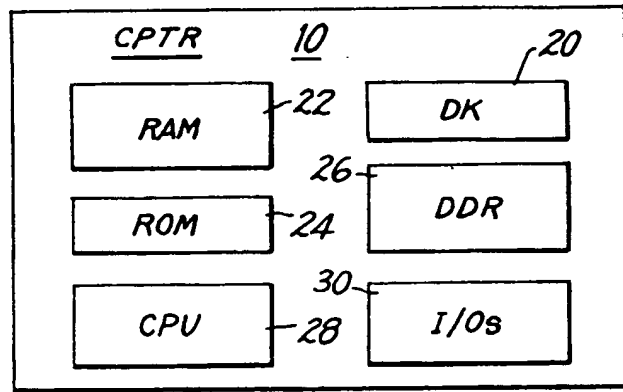 CPTR 10 20
RAM 22 DK
26 DDR
ROM 24
30
CPU 28 I/Os